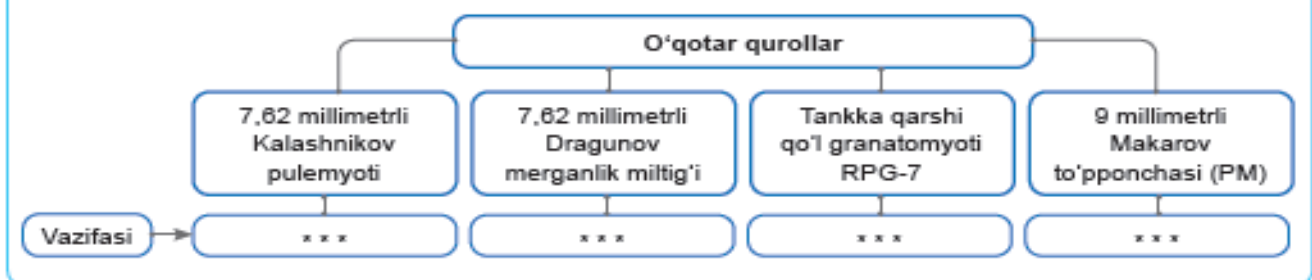 O‘qotar qurollar
7,62 millimetrli
Kalashnikov
pulemyoti
7,62 millimetrli
Dragunov
merganlik miltig‘i
Tankka qarshi
qo‘l granatomyoti
RPG-7
9 millimetrli
Makarov
to‘pponchasi (PM)
Vazifasi
* * *
* * *
* * *
* * *